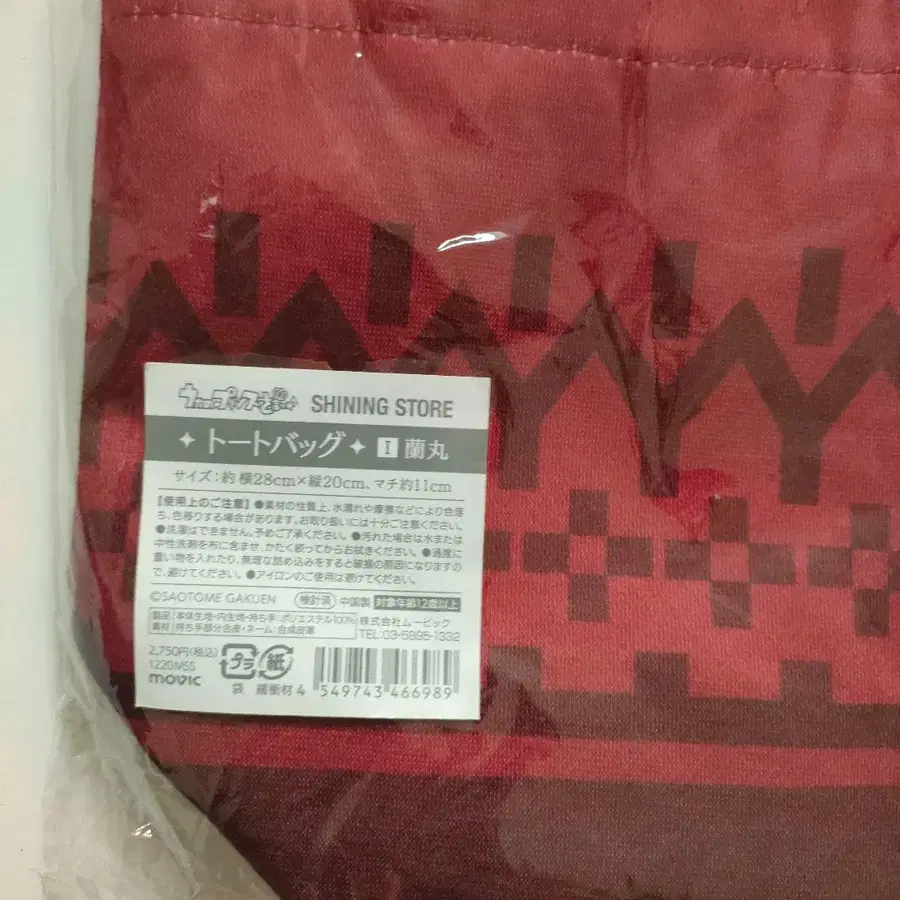 うたの☆プリンスさまっ♪ SHINING STORE
✦ トートバッグ ✦ I 蘭丸
サイズ:約 横28cm×縦20cm、マチ約11cm
【使用上のご注意】●素材の性質上、水濡れや摩擦などにより色落
ち、色移りする場合があります。お取り扱いには十分ご注意ください。
●洗濯はできません。予めご了承ください。●汚れた場合は水または
中性洗剤を布に含ませ、かたく絞ってからお拭きください。●過度に
重い物を入れたり、無理な詰め込みをすると破損の原因になりますの
で、避けてください。●アイロンのご使用は避けてください。
©SAOTOME GAKUEN 検針済 中国製 対象年齢12歳以上
製品素材 本体生地・内生地・持ち手:ポリエステル100% 株式会社ムービック
持ち手部分合皮・ネーム:合成皮革 TEL:03-5995-1332
2,750円(税込)
1220MSS
movic
プラ 紙
袋 緩衝材
4 549743 466989